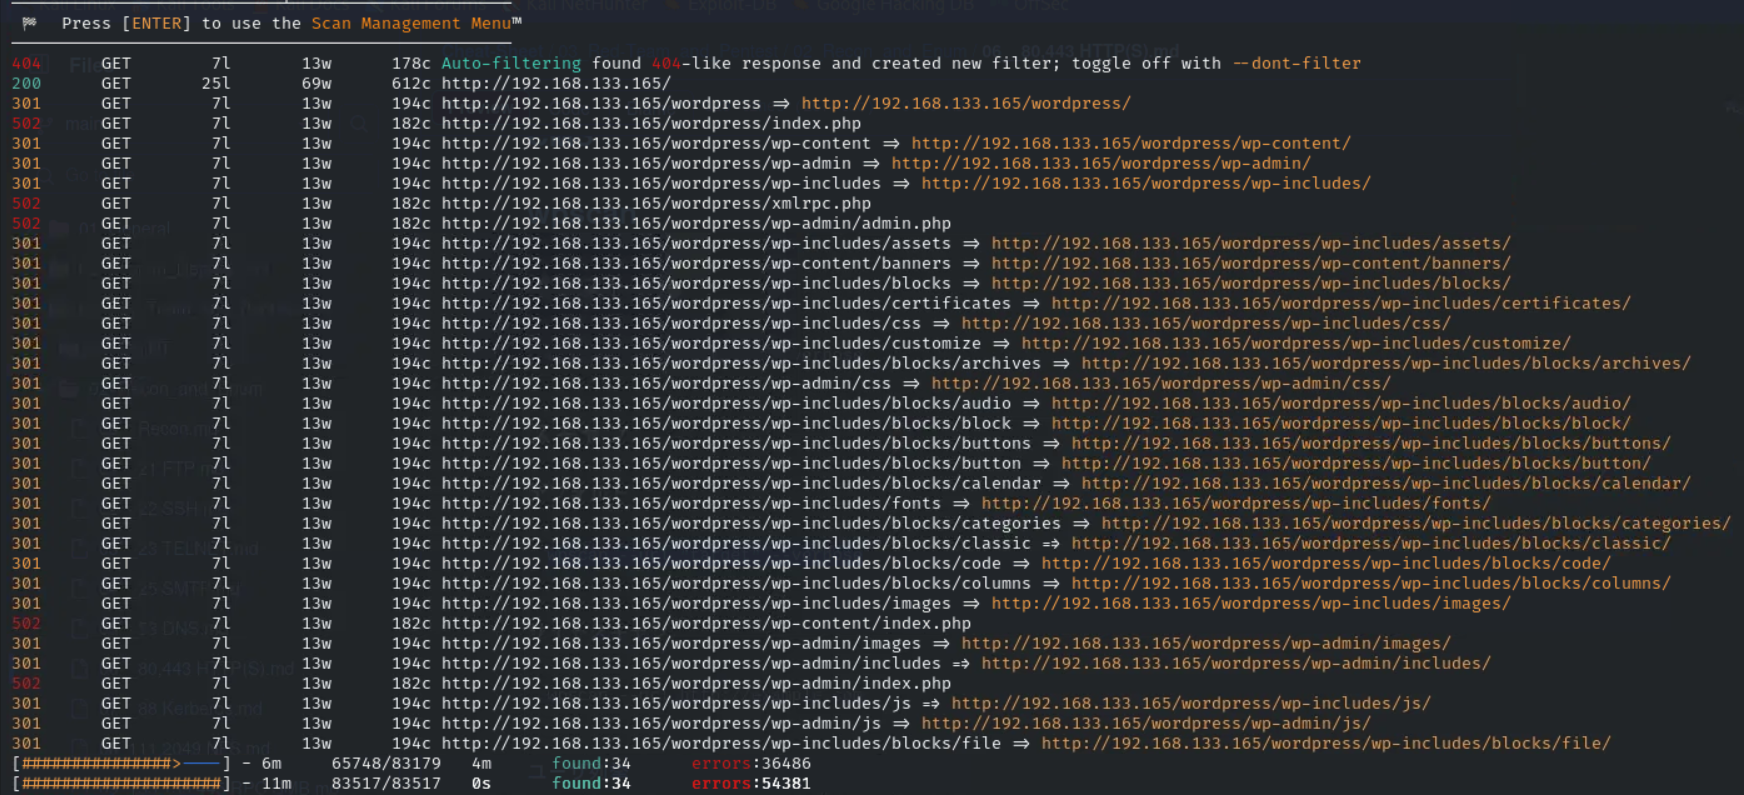 Press [ENTER] to use the Scan Management Menu™
404 GET 7l 13w 178c Auto-filtering found 404-like response and created new filter; toggle off with --dont-filter
200 GET 25l 69w 612c http://192.168.133.165/
301 GET 7l 13w 194c http://192.168.133.165/wordpress => http://192.168.133.165/wordpress/
502 GET 7l 13w 182c http://192.168.133.165/wordpress/index.php
301 GET 7l 13w 194c http://192.168.133.165/wordpress/wp-content => http://192.168.133.165/wordpress/wp-content/
301 GET 7l 13w 194c http://192.168.133.165/wordpress/wp-admin => http://192.168.133.165/wordpress/wp-admin/
301 GET 7l 13w 194c http://192.168.133.165/wordpress/wp-includes => http://192.168.133.165/wordpress/wp-includes/
502 GET 7l 13w 182c http://192.168.133.165/wordpress/xmlrpc.php
502 GET 7l 13w 182c http://192.168.133.165/wordpress/wp-admin/admin.php
301 GET 7l 13w 194c http://192.168.133.165/wordpress/wp-includes/assets => http://192.168.133.165/wordpress/wp-includes/assets/
301 GET 7l 13w 194c http://192.168.133.165/wordpress/wp-content/banners => http://192.168.133.165/wordpress/wp-content/banners/
301 GET 7l 13w 194c http://192.168.133.165/wordpress/wp-includes/blocks => http://192.168.133.165/wordpress/wp-includes/blocks/
301 GET 7l 13w 194c http://192.168.133.165/wordpress/wp-includes/certificates => http://192.168.133.165/wordpress/wp-includes/certificates/
301 GET 7l 13w 194c http://192.168.133.165/wordpress/wp-includes/css => http://192.168.133.165/wordpress/wp-includes/css/
301 GET 7l 13w 194c http://192.168.133.165/wordpress/wp-includes/customize => http://192.168.133.165/wordpress/wp-includes/customize/
301 GET 7l 13w 194c http://192.168.133.165/wordpress/wp-includes/blocks/archives => http://192.168.133.165/wordpress/wp-includes/blocks/archives/
301 GET 7l 13w 194c http://192.168.133.165/wordpress/wp-admin/css => http://192.168.133.165/wordpress/wp-admin/css/
301 GET 7l 13w 194c http://192.168.133.165/wordpress/wp-includes/blocks/audio => http://192.168.133.165/wordpress/wp-includes/blocks/audio/
301 GET 7l 13w 194c http://192.168.133.165/wordpress/wp-includes/blocks/block => http://192.168.133.165/wordpress/wp-includes/blocks/block/
301 GET 7l 13w 194c http://192.168.133.165/wordpress/wp-includes/blocks/buttons => http://192.168.133.165/wordpress/wp-includes/blocks/buttons/
301 GET 7l 13w 194c http://192.168.133.165/wordpress/wp-includes/blocks/button => http://192.168.133.165/wordpress/wp-includes/blocks/button/
301 GET 7l 13w 194c http://192.168.133.165/wordpress/wp-includes/blocks/calendar => http://192.168.133.165/wordpress/wp-includes/blocks/calendar/
301 GET 7l 13w 194c http://192.168.133.165/wordpress/wp-includes/fonts => http://192.168.133.165/wordpress/wp-includes/fonts/
301 GET 7l 13w 194c http://192.168.133.165/wordpress/wp-includes/blocks/categories => http://192.168.133.165/wordpress/wp-includes/blocks/categories/
301 GET 7l 13w 194c http://192.168.133.165/wordpress/wp-includes/blocks/classic => http://192.168.133.165/wordpress/wp-includes/blocks/classic/
301 GET 7l 13w 194c http://192.168.133.165/wordpress/wp-includes/blocks/code => http://192.168.133.165/wordpress/wp-includes/blocks/code/
301 GET 7l 13w 194c http://192.168.133.165/wordpress/wp-includes/blocks/columns => http://192.168.133.165/wordpress/wp-includes/blocks/columns/
301 GET 7l 13w 194c http://192.168.133.165/wordpress/wp-includes/images => http://192.168.133.165/wordpress/wp-includes/images/
502 GET 7l 13w 182c http://192.168.133.165/wordpress/wp-content/index.php
301 GET 7l 13w 194c http://192.168.133.165/wordpress/wp-admin/images => http://192.168.133.165/wordpress/wp-admin/images/
301 GET 7l 13w 194c http://192.168.133.165/wordpress/wp-admin/includes => http://192.168.133.165/wordpress/wp-admin/includes/
502 GET 7l 13w 182c http://192.168.133.165/wordpress/wp-admin/index.php
301 GET 7l 13w 194c http://192.168.133.165/wordpress/wp-includes/js => http://192.168.133.165/wordpress/wp-includes/js/
301 GET 7l 13w 194c http://192.168.133.165/wordpress/wp-admin/js => http://192.168.133.165/wordpress/wp-admin/js/
301 GET 7l 13w 194c http://192.168.133.165/wordpress/wp-includes/blocks/file => http://192.168.133.165/wordpress/wp-includes/blocks/file/
[###############>----] - 6m 65748/83179 4m found:34 errors:36486
[####################] - 11m 83517/83517 0s found:34 errors:54381